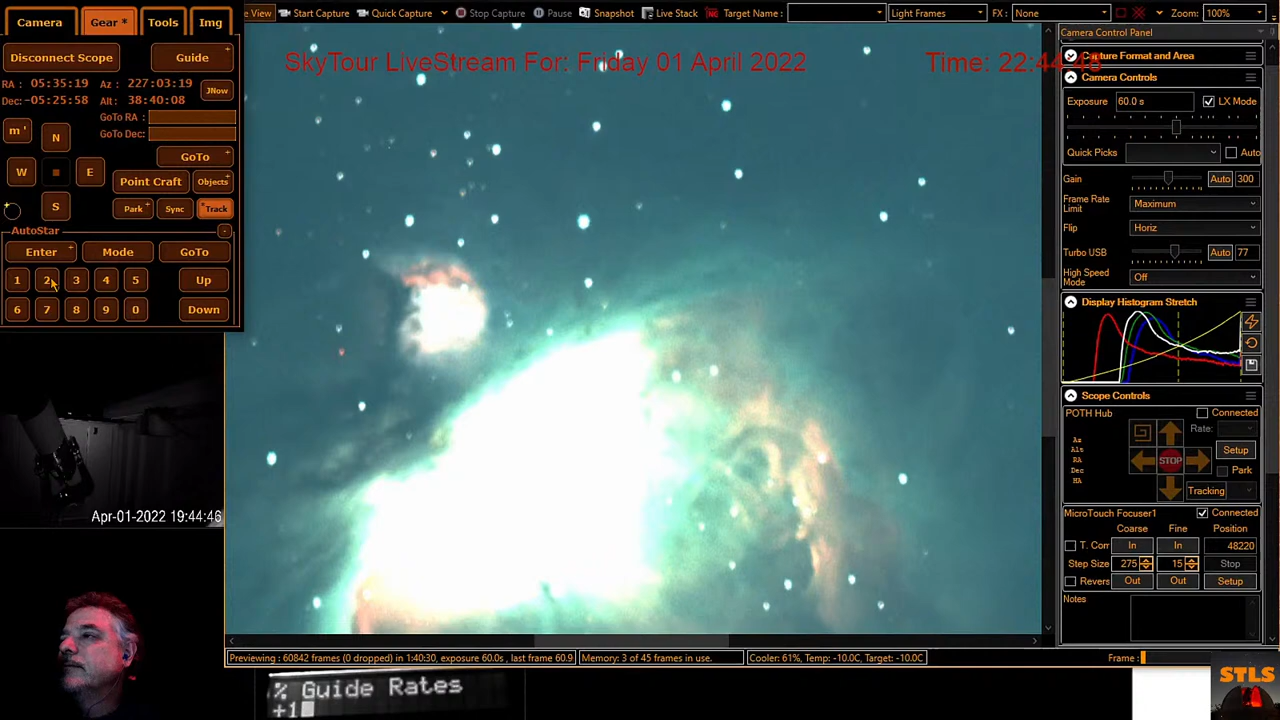 Camera Gear * Tools Img
Disconnect Scope Guide
RA : 05:35:19 Az : 227:03:19
Dec:-05:25:58 Alt: 38:40:08 JNow
GoTo RA :
GoTo Dec:
m ' N
GoTo
W E
Point Craft Objects
S Park Sync Track
AutoStar
Enter Mode GoTo
1 2 3 4 5 Up
6 7 8 9 0 Down
Apr-01-2022 19:44:46
View Start Capture Quick Capture Stop Capture Pause Snapshot Live Stack Target Name : Light Frames FX : None Zoom: 100%
SkyTour LiveStream For: Friday 01 April 2022
Camera Control Panel
Capture Format and Area
Camera Controls
Exposure 60.0 s LX Mode
Quick Picks Auto
Gain Auto 300
Frame Rate Limit Maximum
Flip Horiz
Turbo USB Auto 77
High Speed Mode Off
Display Histogram Stretch
Scope Controls
POTH Hub Connected
Rate:
Az
Alt
RA
Dec
HA
STOP
Setup
Park
Tracking
MicroTouch Focuser1 Connected
Coarse Fine Position
T. Com In In 48220
Step Size 275 15 Stop
Revers Out Out Setup
Notes
Previewing : 60842 frames (0 dropped) in 1:40:30, exposure 60.0s, last frame 60.9
Memory: 3 of 45 frames in use.
Cooler: 61%, Temp: -10.0C, Target: -10.0C
Frame :
% Guide Rates
+1
STLS